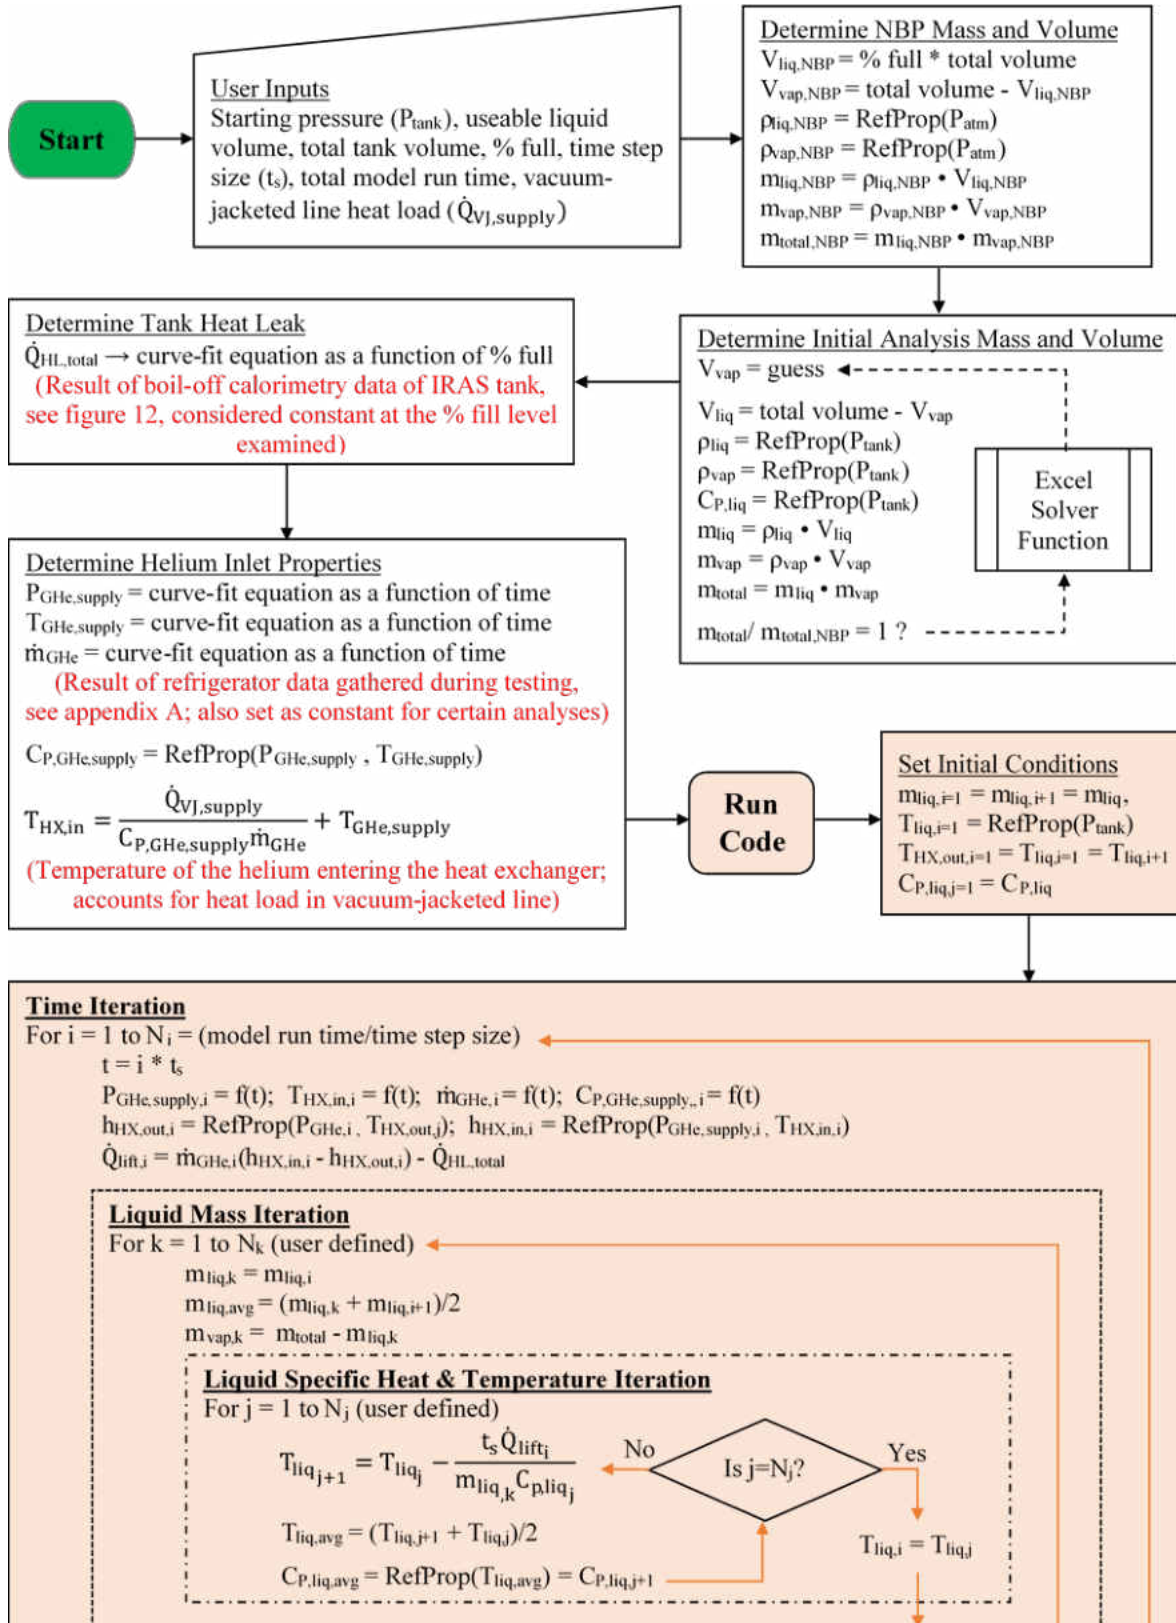 Start
User Inputs
Starting pressure (Ptank), useable liquid
volume, total tank volume, % full, time step
size (ts), total model run time, vacuum-
jacketed line heat load (Q̇VJ,supply)
Determine NBP Mass and Volume
Vliq,NBP = % full * total volume
Vvap,NBP = total volume - Vliq,NBP
ρliq,NBP = RefProp(Patm)
ρvap,NBP = RefProp(Patm)
mliq,NBP = ρliq,NBP • Vliq,NBP
mvap,NBP = ρvap,NBP • Vvap,NBP
mtotal,NBP = mliq,NBP • mvap,NBP
Determine Initial Analysis Mass and Volume
Vvap = guess
Vliq = total volume - Vvap
ρliq = RefProp(Ptank)
ρvap = RefProp(Ptank)
CP,liq = RefProp(Ptank)
mliq = ρliq • Vliq
mvap = ρvap • Vvap
mtotal = mliq • mvap
mtotal/ mtotal,NBP = 1 ?
Excel
Solver
Function
Determine Tank Heat Leak
Q̇HL,total → curve-fit equation as a function of % full
(Result of boil-off calorimetry data of IRAS tank,
see figure 12, considered constant at the % fill level
examined)
Determine Helium Inlet Properties
PGHe,supply = curve-fit equation as a function of time
TGHe,supply = curve-fit equation as a function of time
ṁGHe = curve-fit equation as a function of time
(Result of refrigerator data gathered during testing,
see appendix A; also set as constant for certain analyses)
CP,GHe,supply = RefProp(PGHe,supply , TGHe,supply)
THX,in = Q̇VJ,supply / CP,GHe,supplyṁGHe + TGHe,supply
(Temperature of the helium entering the heat exchanger;
accounts for heat load in vacuum-jacketed line)
Run
Code
Set Initial Conditions
mliq,i=1 = mliq,i+1 = mliq,
Tliq,i=1 = RefProp(Ptank)
THX,out,i=1 = Tliq,j=1 = Tliq,i+1
CP,liq,j=1 = CP,liq
Time Iteration
For i = 1 to Ni = (model run time/time step size)
t = i * ts
PGHe,supply,i = f(t); THX,in,i = f(t); ṁGHe,i = f(t); CP,GHe,supply,,i = f(t)
hHX,out,i = RefProp(PGHe,i , THX,out,j); hHX,in,i = RefProp(PGHe,supply,i , THX,in,i)
Q̇lift,i = ṁGHe,i(hHX,in,i - hHX,out,i) - Q̇HL,total
Liquid Mass Iteration
For k = 1 to Nk (user defined)
mliq,k = mliq,i
mliq,avg = (mliq,k + mliq,i+1)/2
mvap,k = mtotal - mliq,k
Liquid Specific Heat & Temperature Iteration
For j = 1 to Nj (user defined)
Tliqj+1 = Tliqj − tsQ̇lifti / mliq,kCp,liqj
Tliq,avg = (Tliq,j+1 + Tliq,j)/2
CP,liq,avg = RefProp(Tliq,avg) = CP,liq,j+1
No
Is j=Nj?
Yes
Tliq,i = Tliq,j